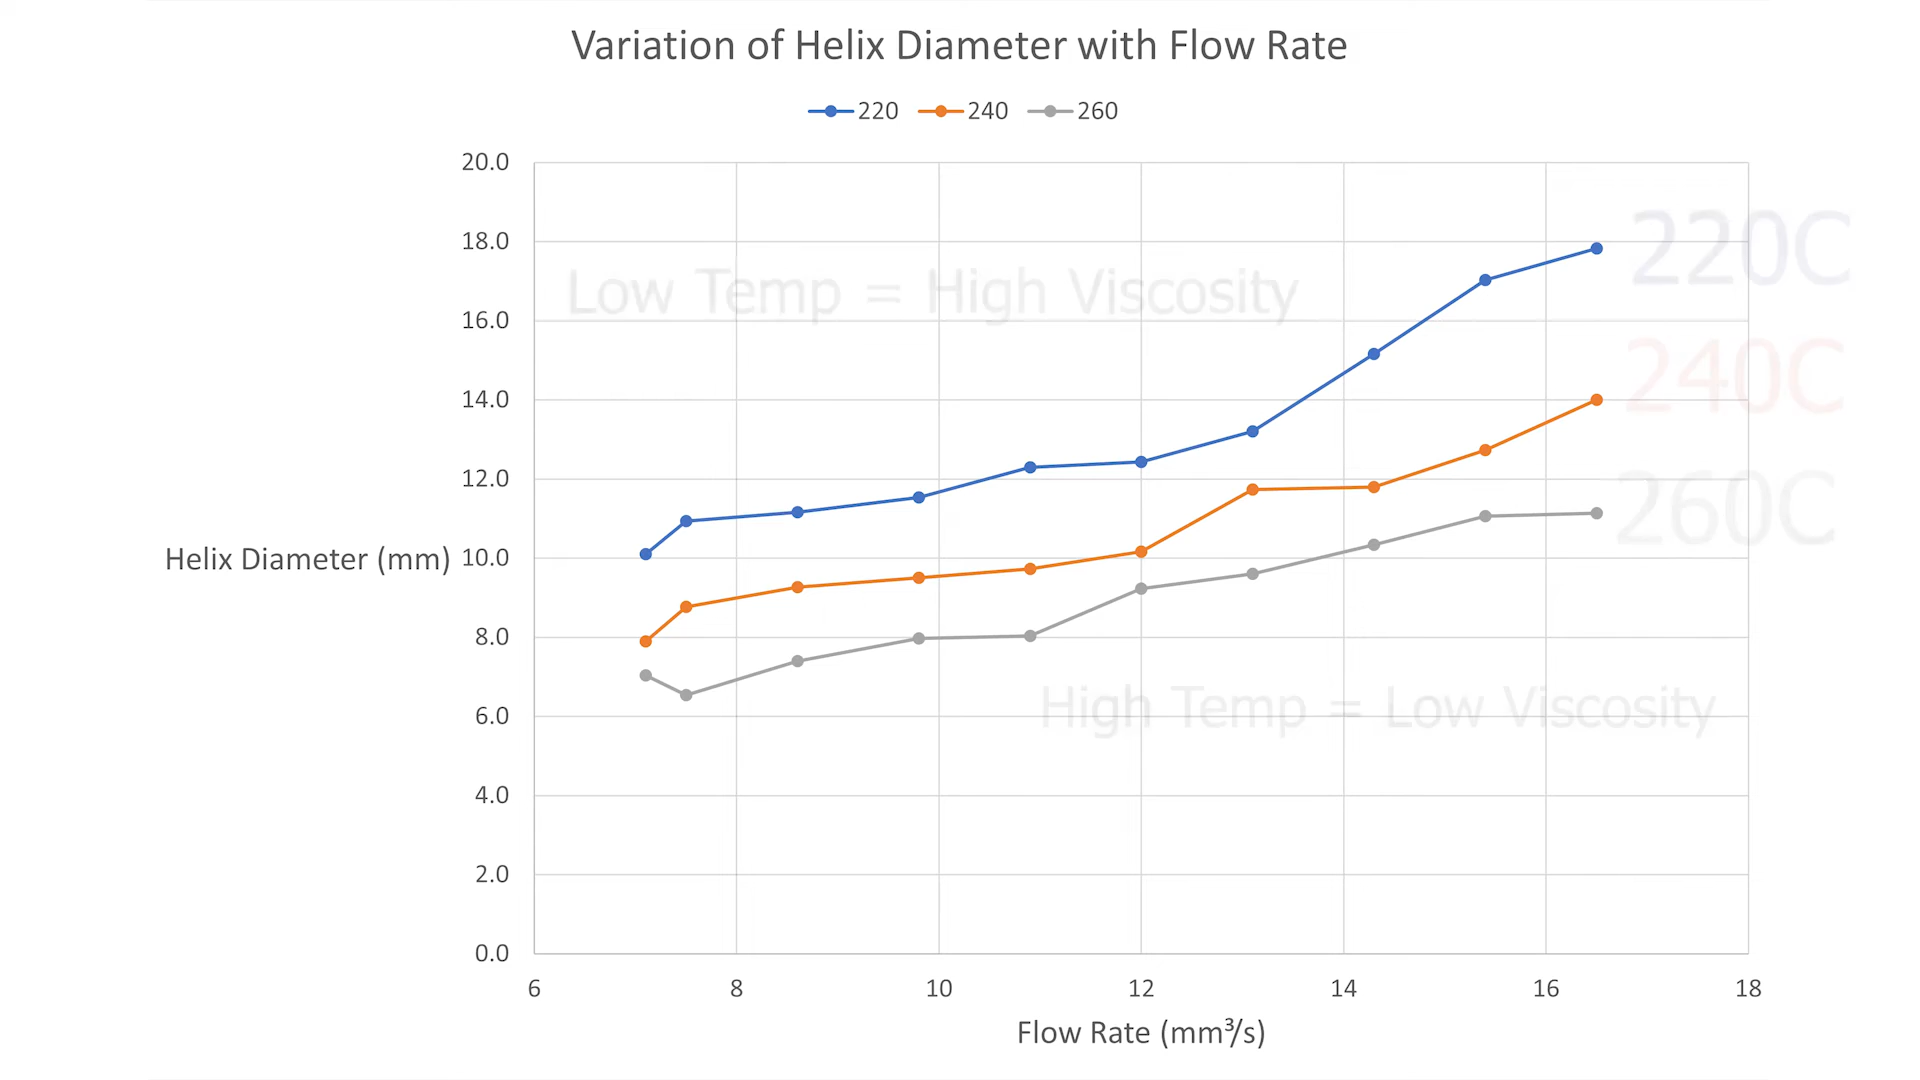 Variation of Helix Diameter with Flow Rate
220 240 260
20.0
18.0
16.0
14.0
12.0
10.0
8.0
6.0
4.0
2.0
0.0
Helix Diameter (mm)
220C
Low Temp = High Viscosity
240C
260C
High Temp = Low Viscosity
6 8 10 12 14 16 18
Flow Rate (mm³/s)